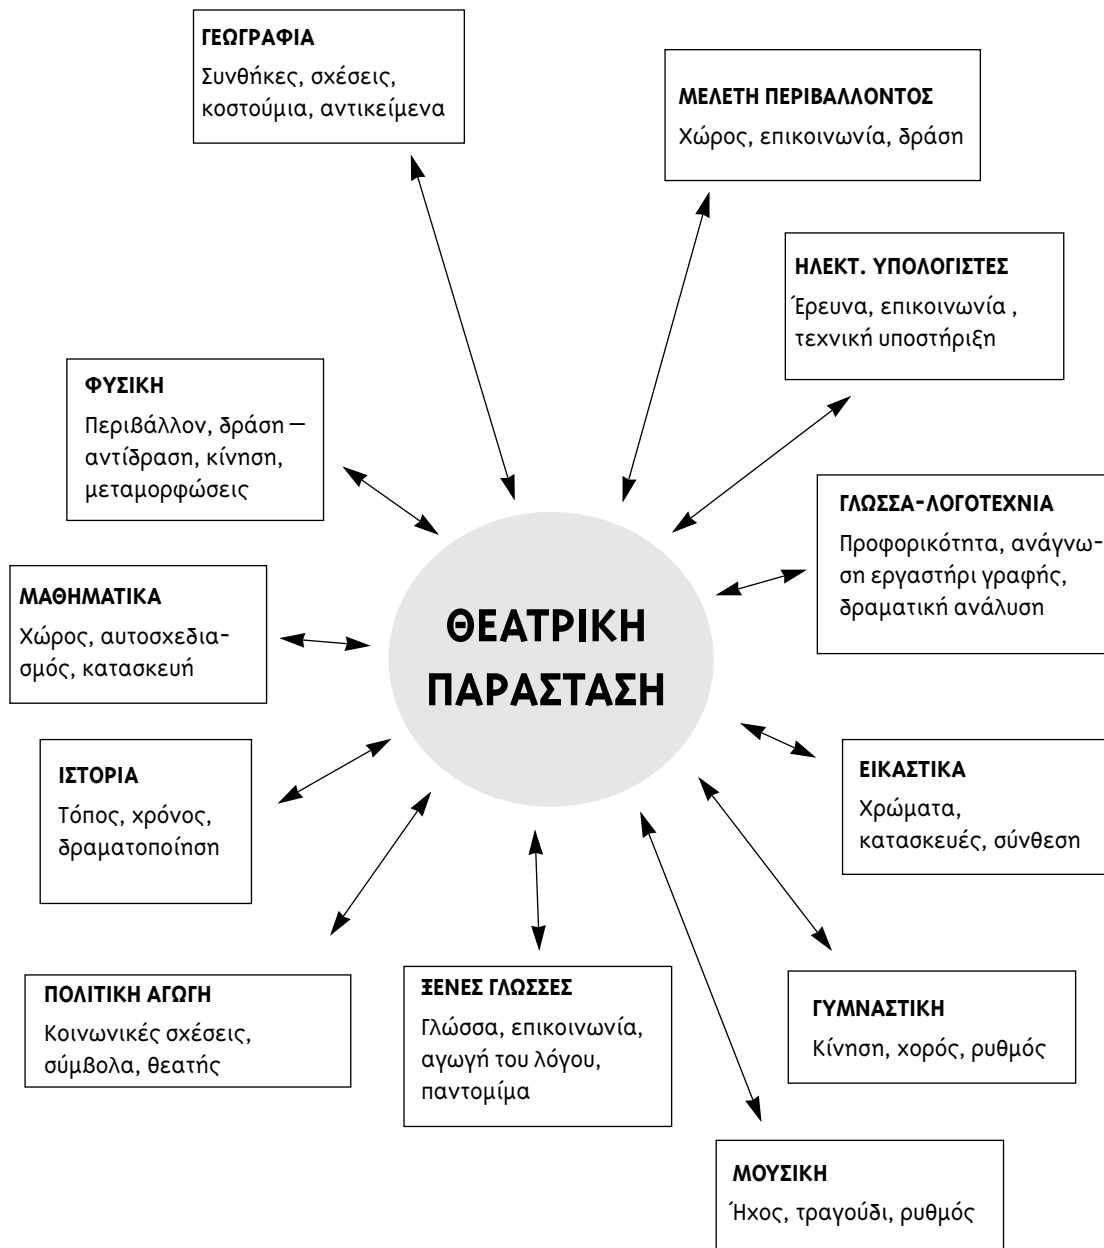 ΓΕΩΓΡΑΦΙΑ
Συνθήκες, σχέσεις,
κοστούμια, αντικείμενα
ΜΕΛΕΤΗ ΠΕΡΙΒΑΛΛΟΝΤΟΣ
Χώρος, επικοινωνία, δράση
ΗΛΕΚΤ. ΥΠΟΛΟΓΙΣΤΕΣ
Έρευνα, επικοινωνία ,
τεχνική υποστήριξη
ΦΥΣΙΚΗ
Περιβάλλον, δράση –
αντίδραση, κίνηση,
μεταμορφώσεις
ΓΛΩΣΣΑ-ΛΟΓΟΤΕΧΝΙΑ
Προφορικότητα, ανάγνω-
ση εργαστήρι γραφής,
δραματική ανάλυση
ΜΑΘΗΜΑΤΙΚΑ
Χώρος, αυτοσχεδια-
σμός, κατασκευή
ΘΕΑΤΡΙΚΗ
ΠΑΡΑΣΤΑΣΗ
ΙΣΤΟΡΙΑ
Τόπος, χρόνος,
δραματοποίηση
ΕΙΚΑΣΤΙΚΑ
Χρώματα,
κατασκευές, σύνθεση
ΠΟΛΙΤΙΚΗ ΑΓΩΓΗ
Κοινωνικές σχέσεις,
σύμβολα, θεατής
ΞΕΝΕΣ ΓΛΩΣΣΕΣ
Γλώσσα, επικοινωνία,
αγωγή του λόγου,
παντομίμα
ΓΥΜΝΑΣΤΙΚΗ
Κίνηση, χορός, ρυθμός
ΜΟΥΣΙΚΗ
Ήχος, τραγούδι, ρυθμός